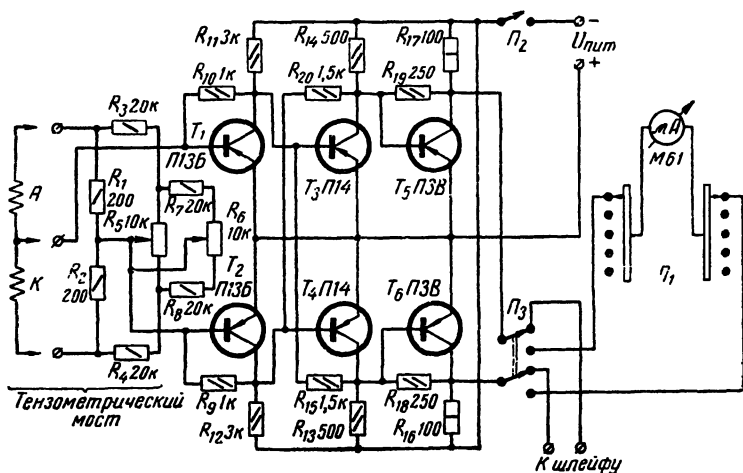 R11 3к
R14 500
R17 100
П2
−
Uпит
+
R10 1к
R20 1,5к
R19 250
R3 20к
T1
П13Б
мА
М61
A
R1
200
R5 10к
R7 20к
R6
10к
T3 П14
T5 П3В
K
R2
200
T2
П13Б
R8 20к
T4 П14
T6 П3В
П1
П3
R4 20к
R9 1к
R15 1,5к
R18 250
Тензометрический
мост
R12 3к
R13 500
R16 100
К шлейфу